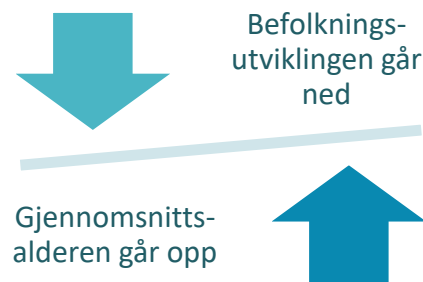 Befolknings-
utviklingen går
ned
Gjennomsnitts-
alderen går opp